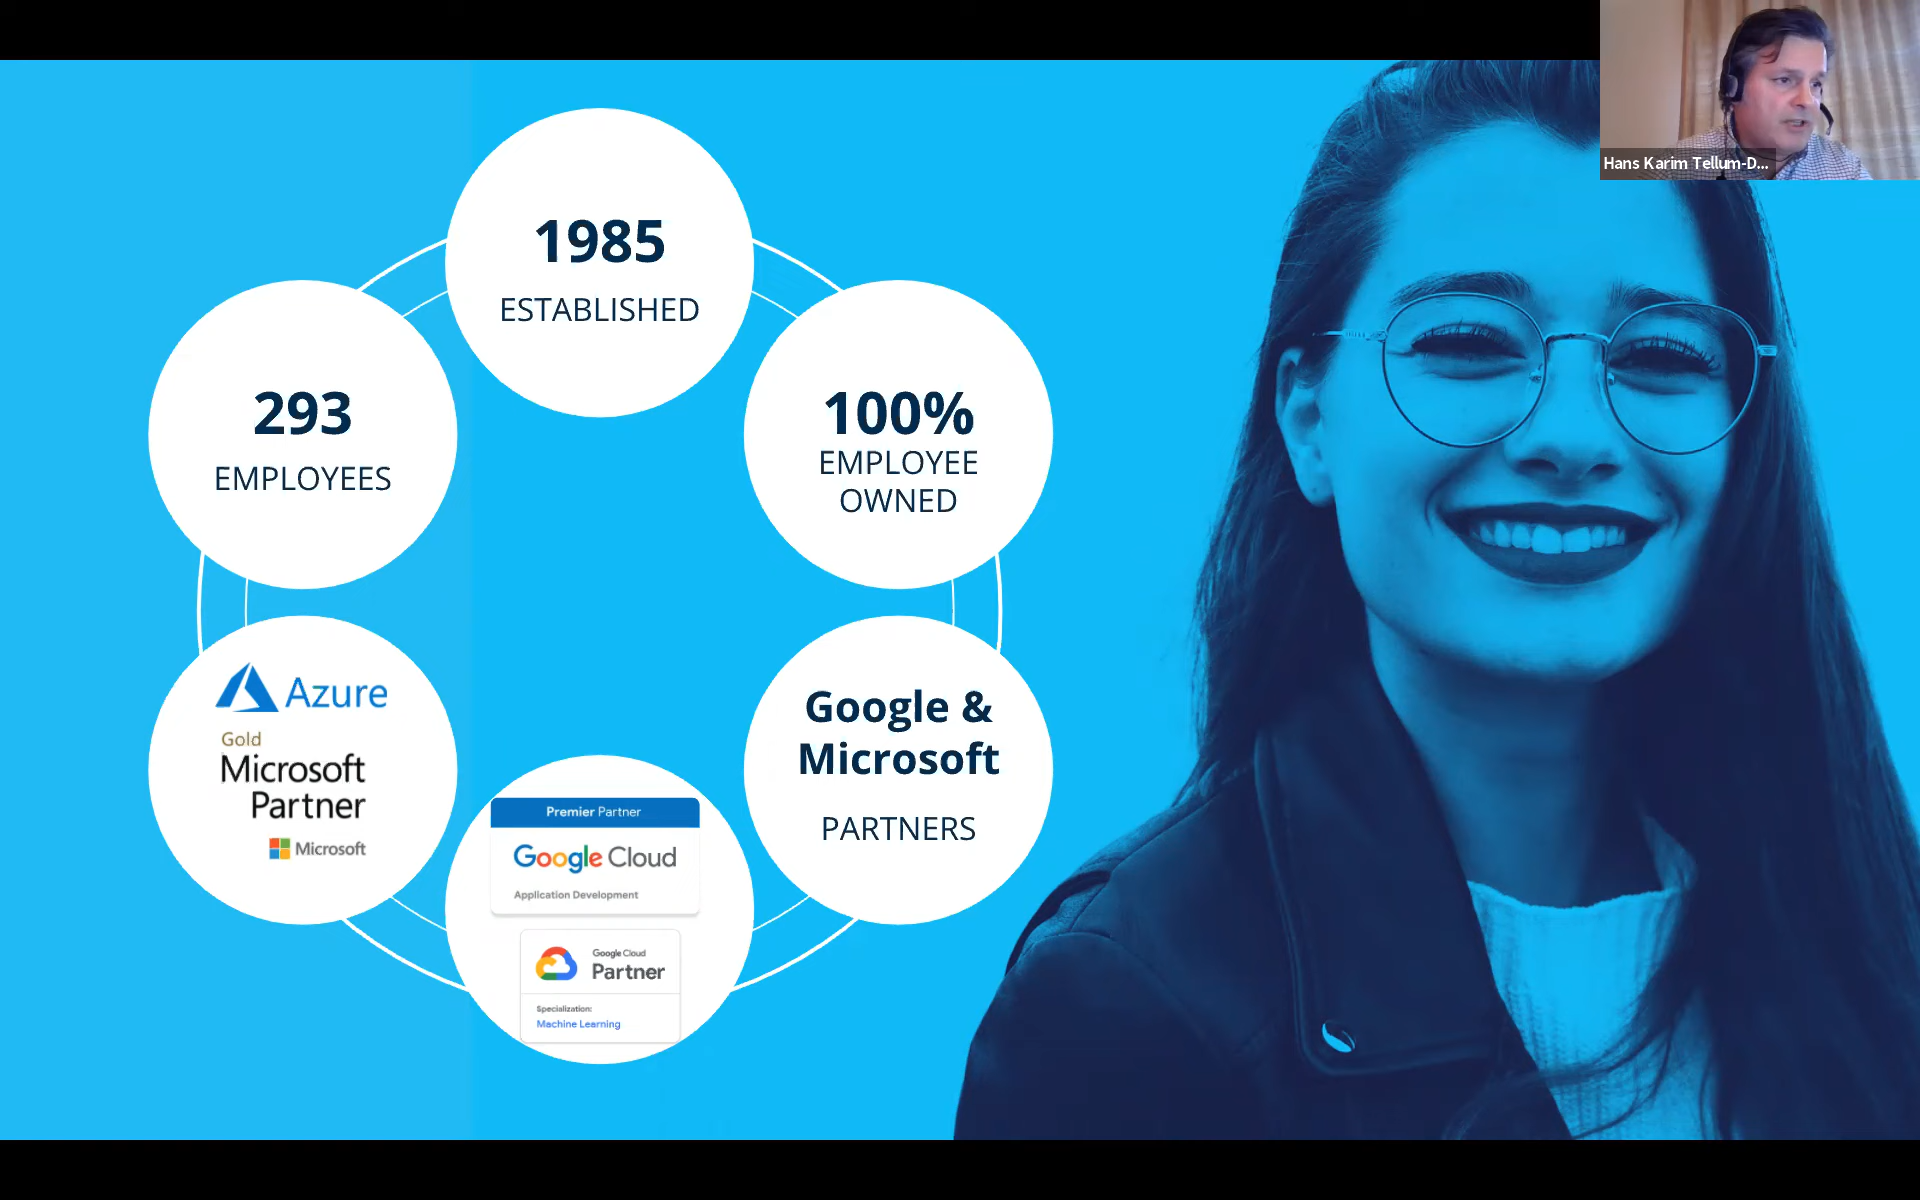 Hans Karim Tellum-D...
1985
ESTABLISHED
293
EMPLOYEES
100%
EMPLOYEE
OWNED
Azure
Gold
Microsoft
Partner
Microsoft
Google &
Microsoft
PARTNERS
Premier Partner
Google Cloud
Application Development
Google Cloud
Partner
Specialization:
Machine Learning